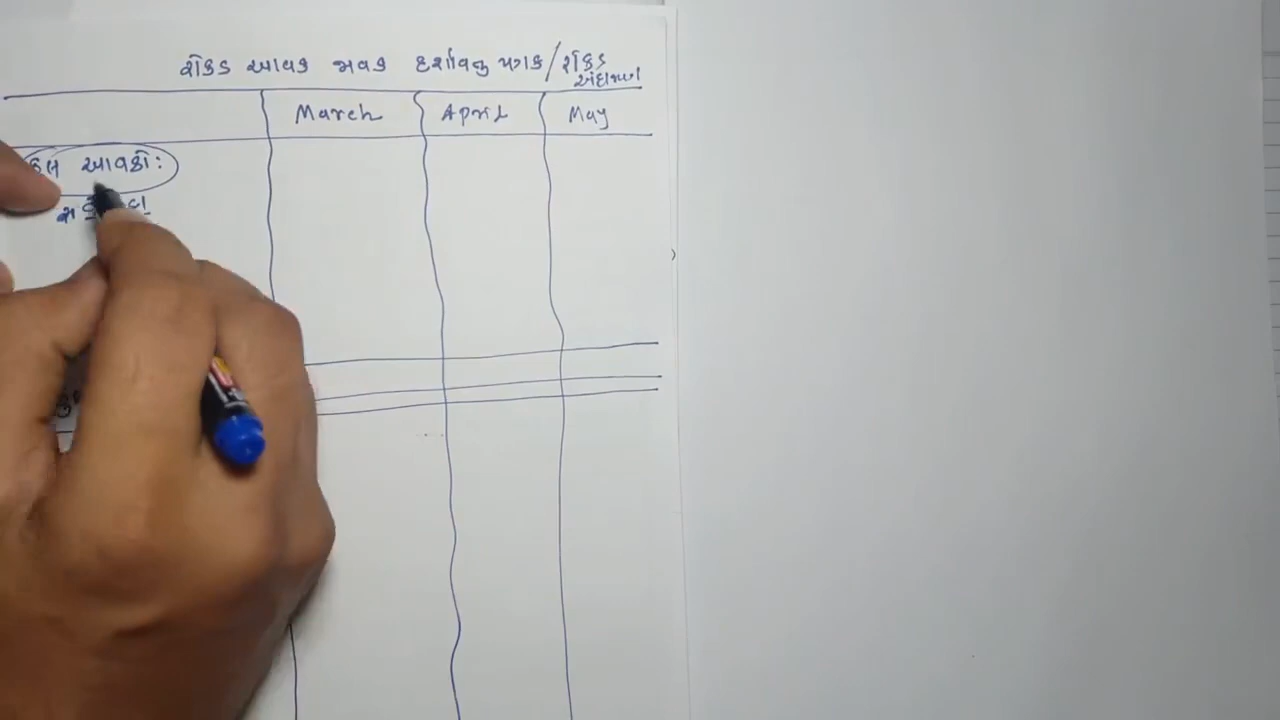 રોકડ આવક જાવક દર્શાવતુ પત્રક / રોકડ
અંદાજપત્ર
March April May
આવકો :